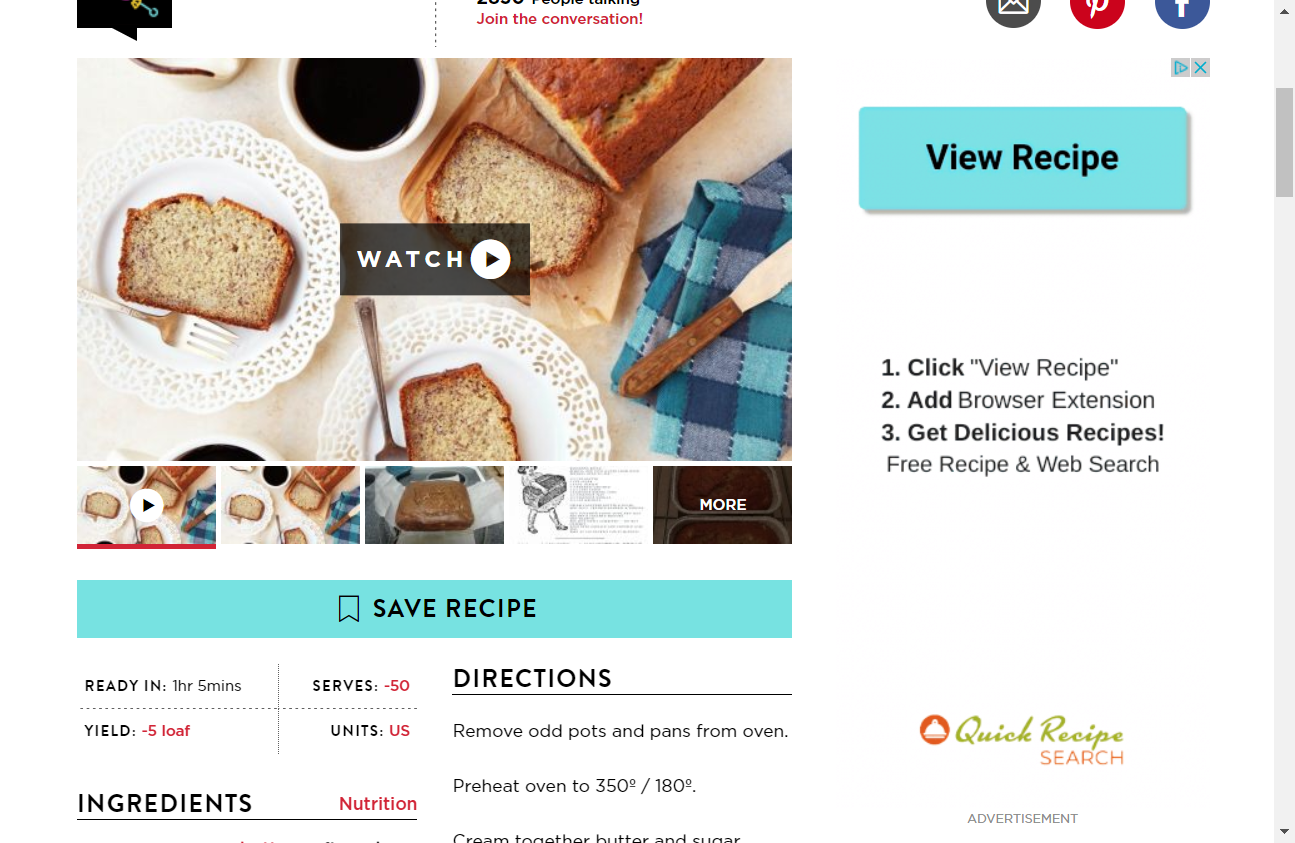 2850 People talking
Join the conversation!
WATCH
MORE
SAVE RECIPE
READY IN: 1hr 5mins
SERVES: -50
YIELD: -5 loaf
UNITS: US
INGREDIENTS
Nutrition
DIRECTIONS
Remove odd pots and pans from oven.
Preheat oven to 350º / 180º.
Cream together butter and sugar
View Recipe
1. Click "View Recipe"
2. Add Browser Extension
3. Get Delicious Recipes!
Free Recipe & Web Search
Quick Recipe
SEARCH
ADVERTISEMENT